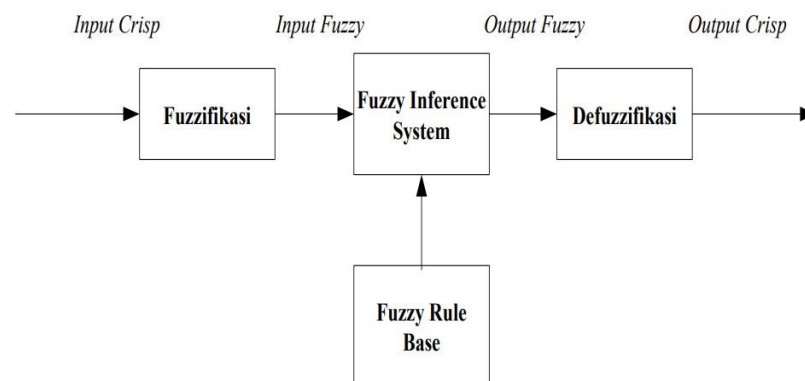 Input Crisp
Input Fuzzy
Output Fuzzy
Output Crisp
Fuzzifikasi
Fuzzy Inference
System
Defuzzifikasi
Fuzzy Rule
Base